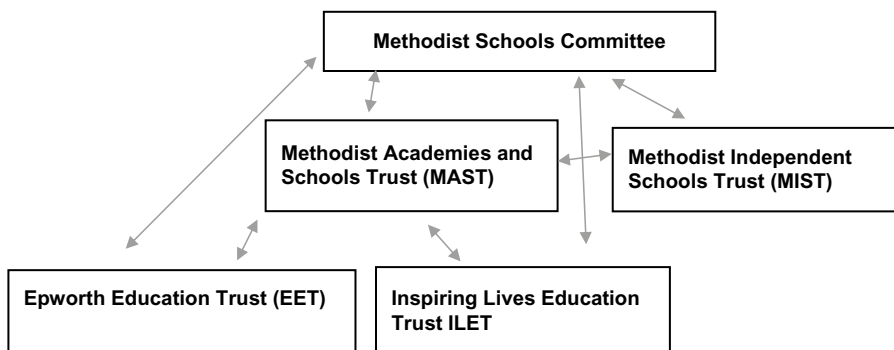 Methodist Schools Committee
Methodist Academies and
Schools Trust (MAST)
Methodist Independent
Schools Trust (MIST)
Epworth Education Trust (EET)
Inspiring Lives Education
Trust ILET